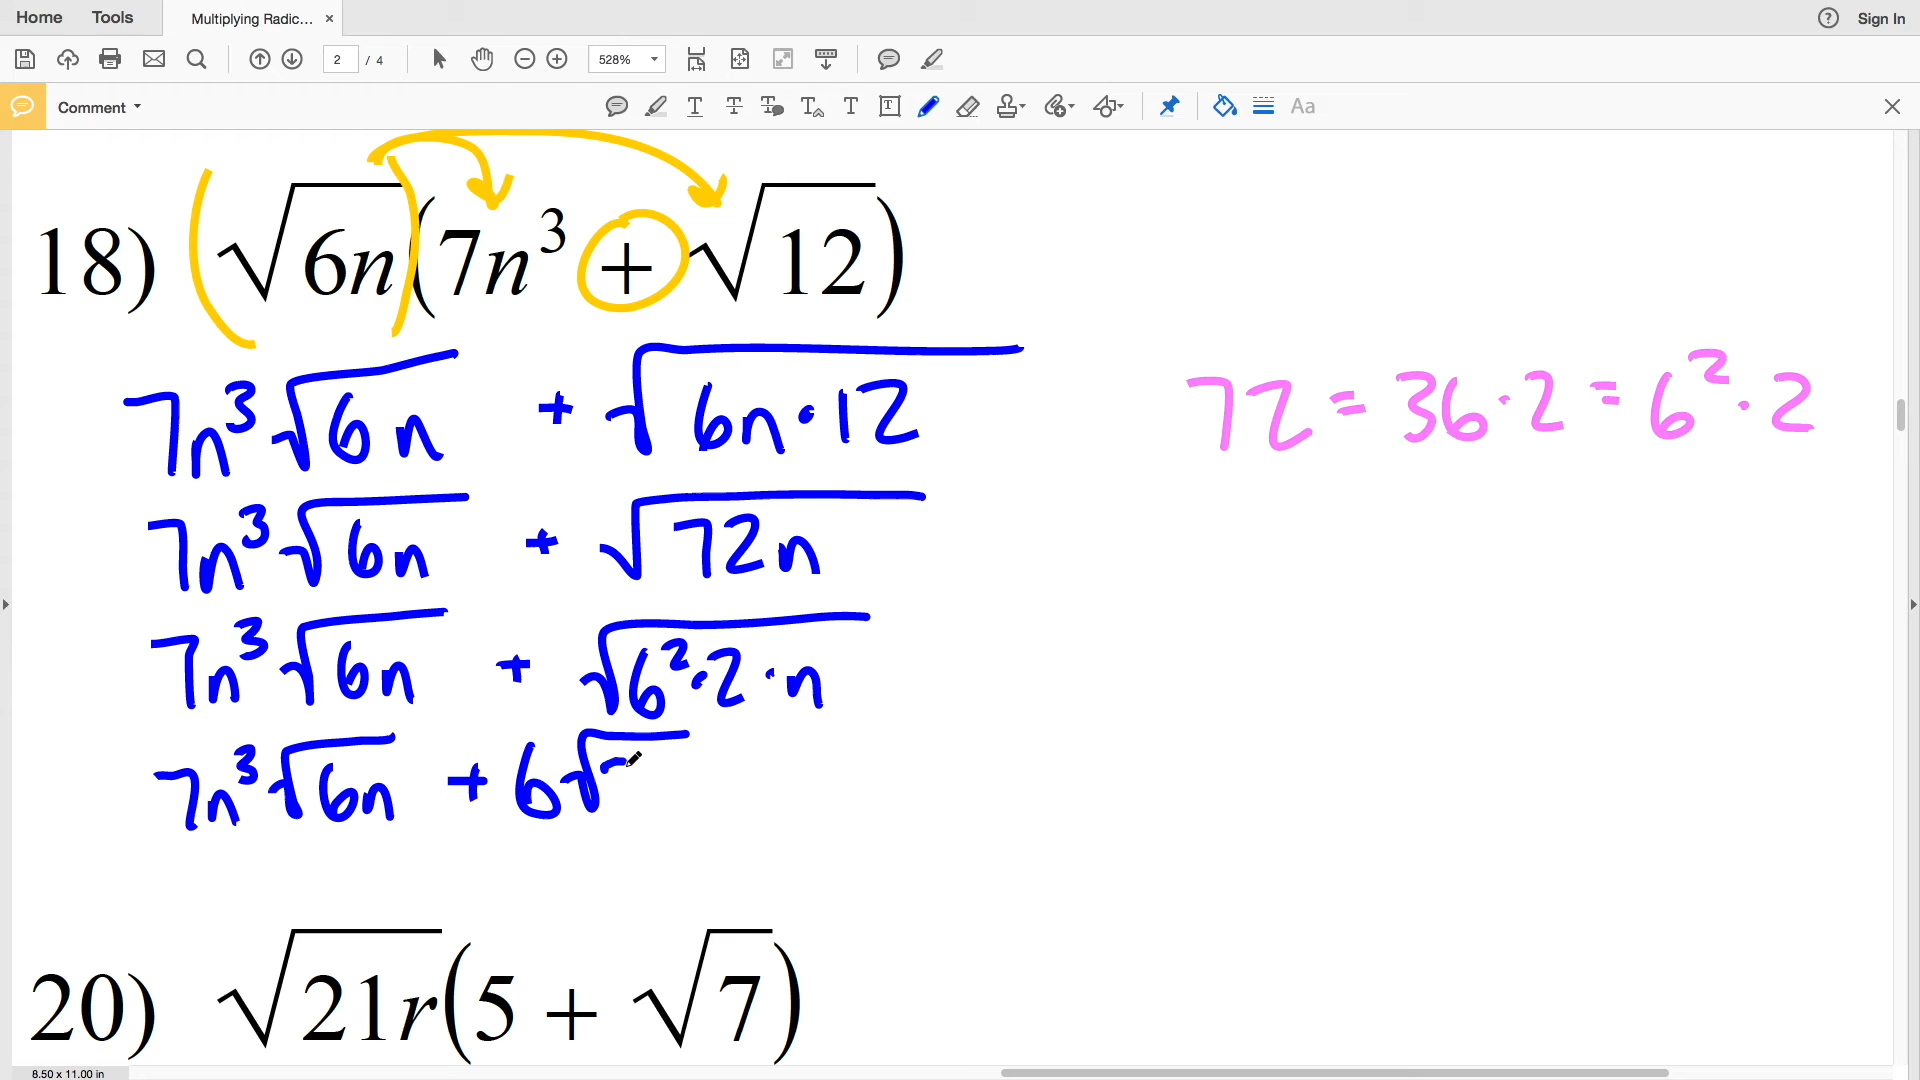 Home Tools Multiplying Radic... × ? Sign In
2 / 4 528%
Comment Aa
18) √6n(7n³ + √12)
7n³√6n + √6n·12
72 = 36·2 = 6²·2
7n³√6n + √72n
7n³√6n + √6²·2·n
7n³√6n + 6√
20) √21r(5 + √7)
8.50 x 11.00 in